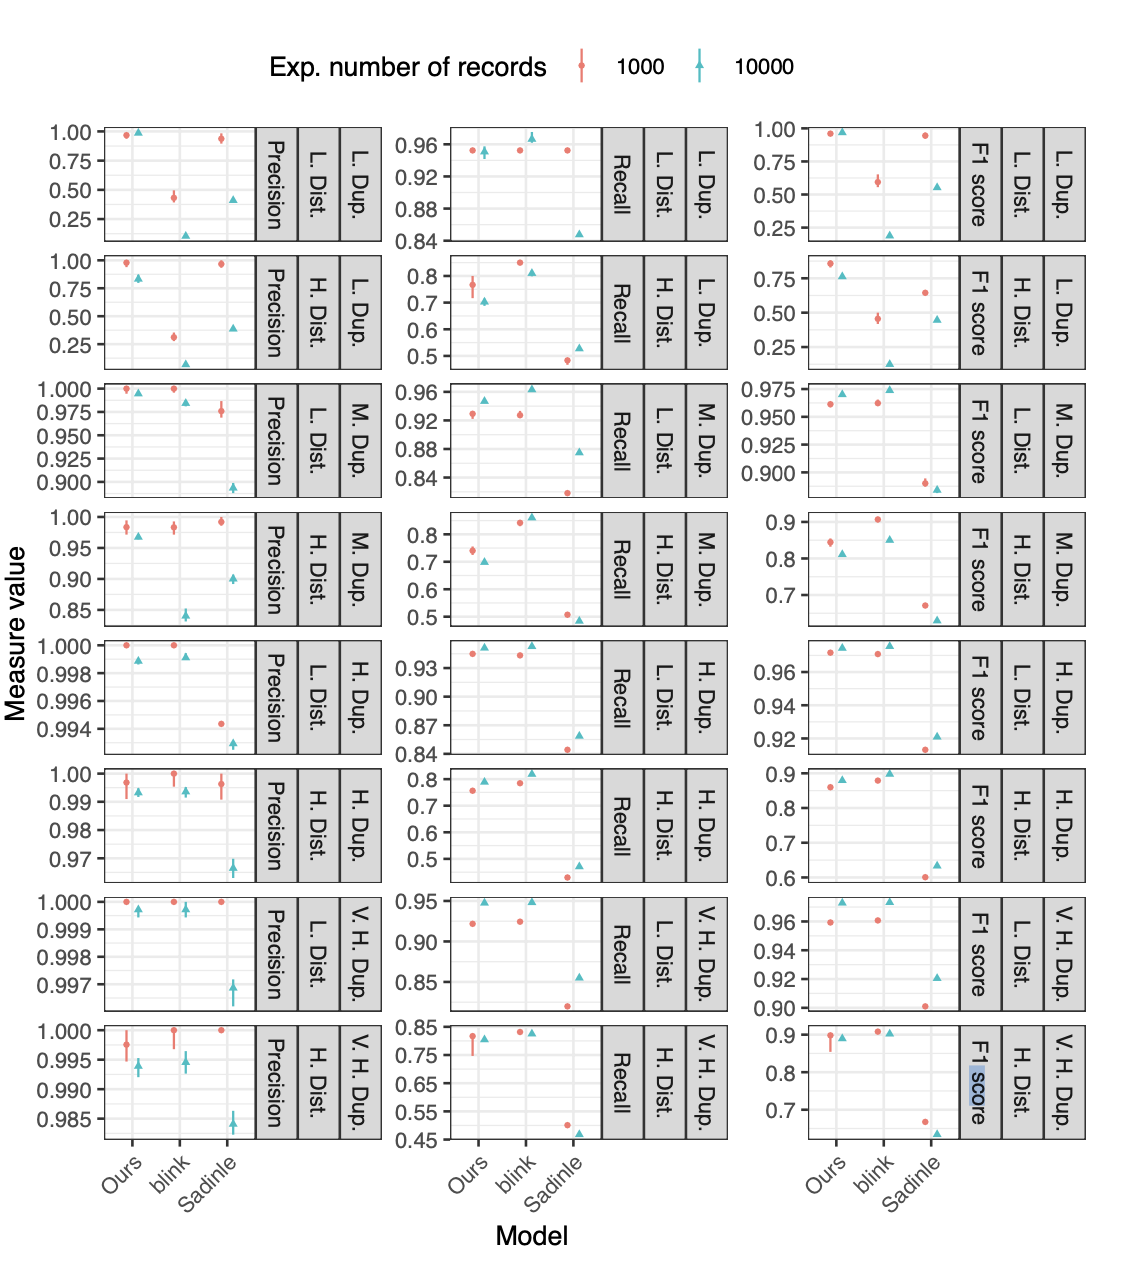 Exp. number of records 1000 10000
Measure value
1.00 0.75 0.50 0.25 Precision L. Dist. L. Dup.
0.96 0.92 0.88 0.84 Recall L. Dist. L. Dup.
1.00 0.75 0.50 0.25 F1 score L. Dist. L. Dup.
1.00 0.75 0.50 0.25 Precision H. Dist. L. Dup.
0.8 0.7 0.6 0.5 Recall H. Dist. L. Dup.
0.75 0.50 0.25 F1 score H. Dist. L. Dup.
1.000 0.975 0.950 0.925 0.900 Precision L. Dist. M. Dup.
0.96 0.92 0.88 0.84 Recall L. Dist. M. Dup.
0.975 0.950 0.925 0.900 F1 score L. Dist. M. Dup.
1.00 0.95 0.90 0.85 Precision H. Dist. M. Dup.
0.8 0.7 0.6 0.5 Recall H. Dist. M. Dup.
0.9 0.8 0.7 F1 score H. Dist. M. Dup.
1.000 0.998 0.996 0.994 Precision L. Dist. H. Dup.
0.93 0.90 0.87 0.84 Recall L. Dist. H. Dup.
0.96 0.94 0.92 F1 score L. Dist. H. Dup.
1.00 0.99 0.98 0.97 Precision H. Dist. H. Dup.
0.8 0.7 0.6 0.5 Recall H. Dist. H. Dup.
0.9 0.8 0.7 0.6 F1 score H. Dist. H. Dup.
1.000 0.999 0.998 0.997 Precision L. Dist. V. H. Dup.
0.95 0.90 0.85 Recall L. Dist. V. H. Dup.
0.96 0.94 0.92 0.90 F1 score L. Dist. V. H. Dup.
1.000 0.995 0.990 0.985 Precision H. Dist. V. H. Dup.
0.85 0.75 0.65 0.55 0.45 Recall H. Dist. V. H. Dup.
0.9 0.8 0.7 F1 score H. Dist. V. H. Dup.
Ours blink Sadinle Ours blink Sadinle Ours blink Sadinle
Model